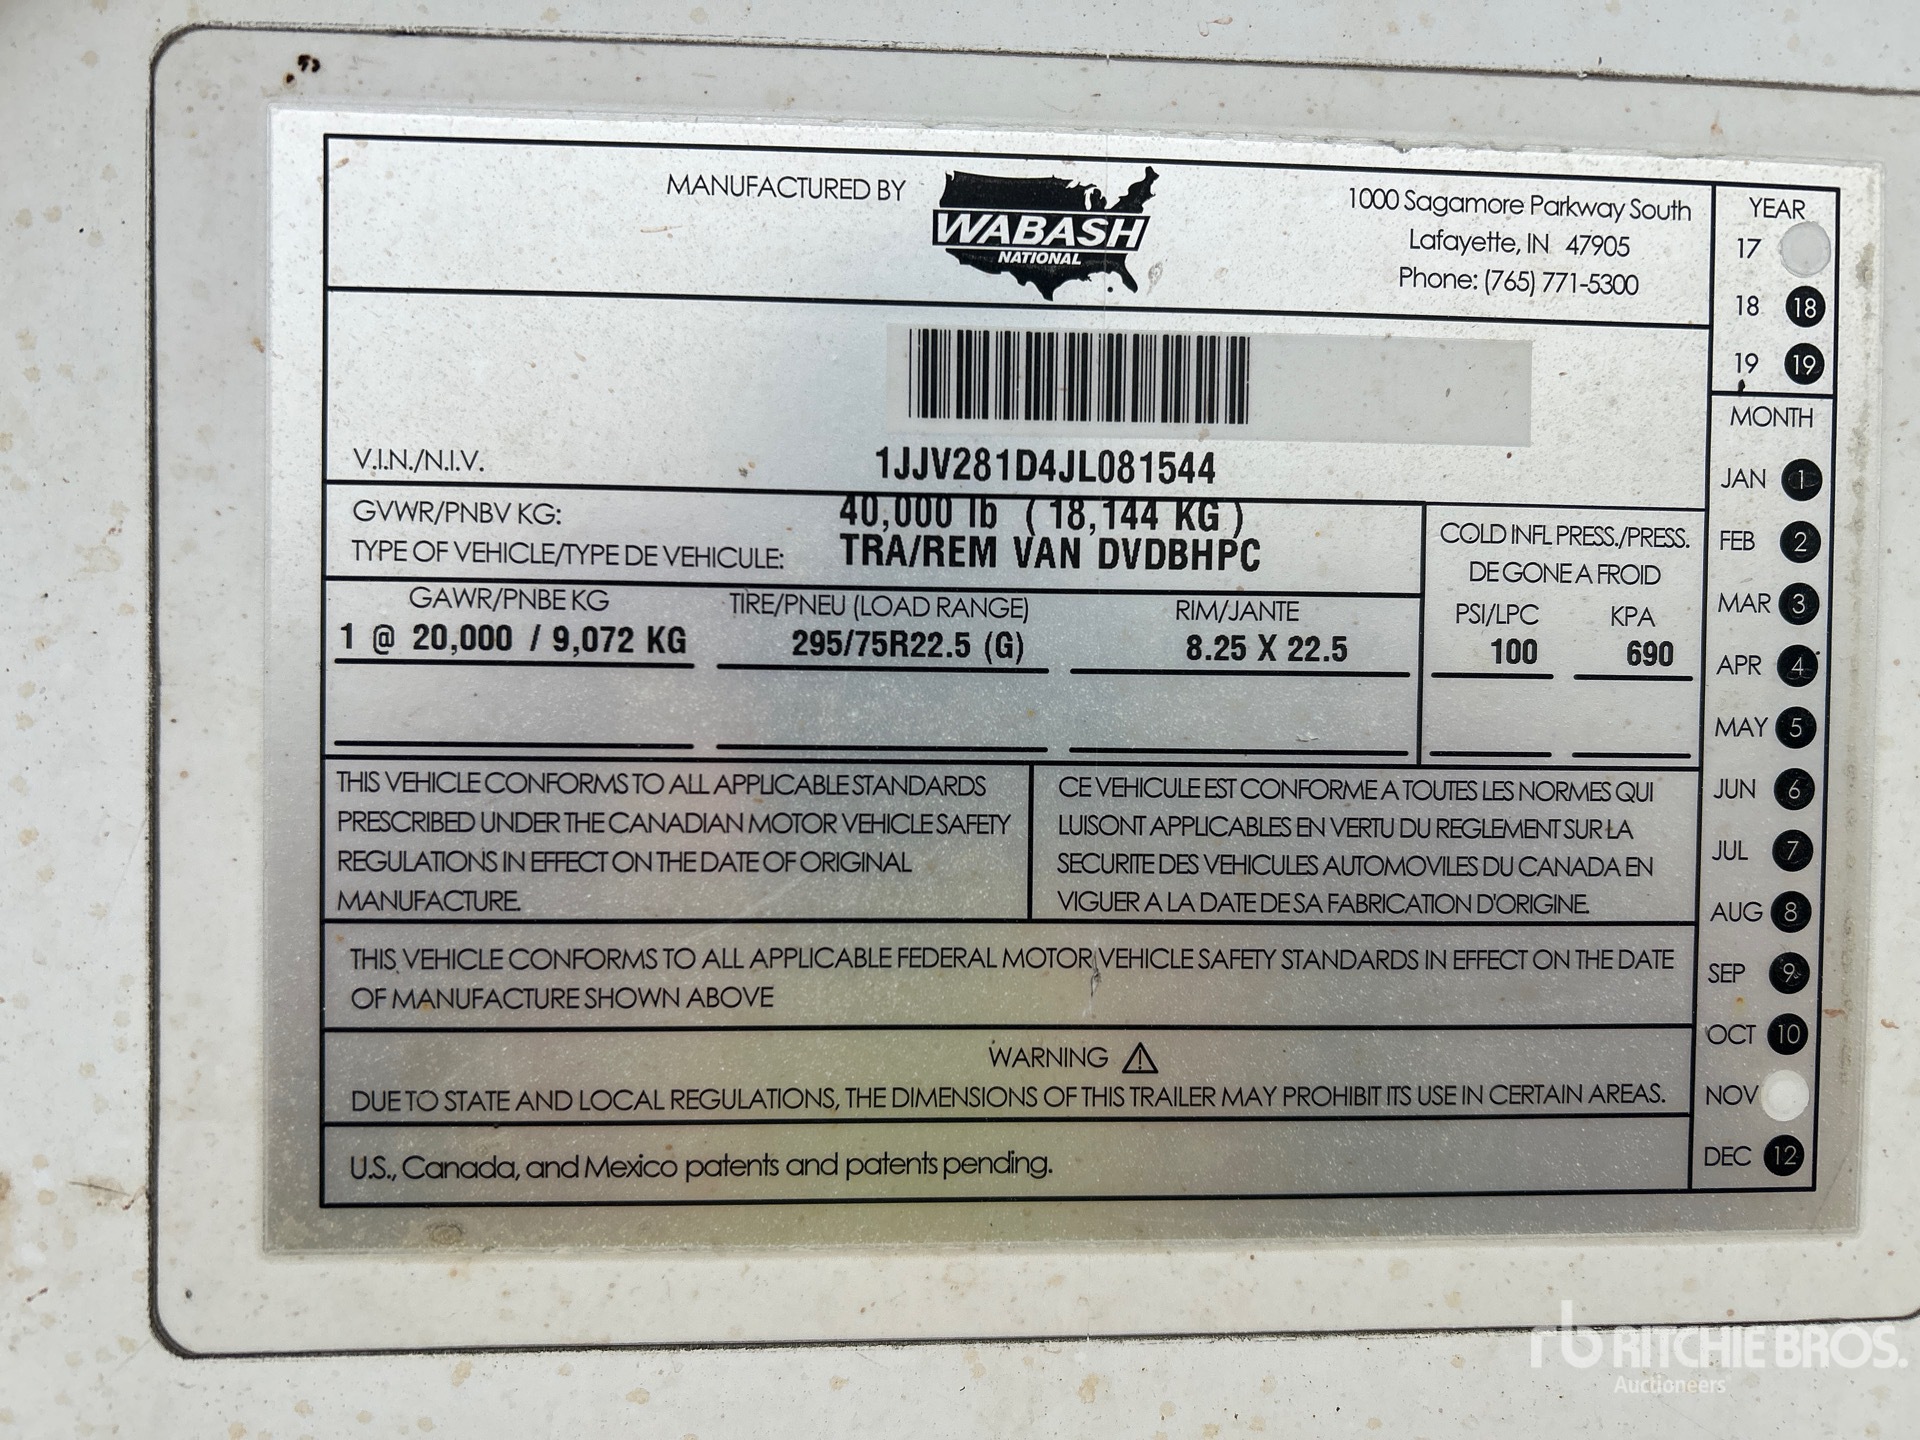 MANUFACTURED BY
WABASH
NATIONAL
1000 Sagamore Parkway South
Lafayette, IN 47905
Phone: (765) 771-5300
V.I.N./N.I.V.
1JJV281D4JL081544
GVWR/PNBV KG: 40,000 lb ( 18,144 KG )
TYPE OF VEHICLE/TYPE DE VEHICULE: TRA/REM VAN DVDBHPC
COLD INFL PRESS./PRESS.
DE GONE A FROID
GAWR/PNBE KG TIRE/PNEU (LOAD RANGE) RIM/JANTE PSI/LPC KPA
1 @ 20,000 / 9,072 KG 295/75R22.5 (G) 8.25 X 22.5 100 690
THIS VEHICLE CONFORMS TO ALL APPLICABLE STANDARDS
PRESCRIBED UNDER THE CANADIAN MOTOR VEHICLE SAFETY
REGULATIONS IN EFFECT ON THE DATE OF ORIGINAL
MANUFACTURE.
CE VEHICULE EST CONFORME A TOUTES LES NORMES QUI
LUI SONT APPLICABLES EN VERTU DU REGLEMENT SUR LA
SECURITE DES VEHICULES AUTOMOVILES DU CANADA EN
VIGUER A LA DATE DE SA FABRICATION D'ORIGINE.
THIS VEHICLE CONFORMS TO ALL APPLICABLE FEDERAL MOTOR VEHICLE SAFETY STANDARDS IN EFFECT ON THE DATE
OF MANUFACTURE SHOWN ABOVE
WARNING
DUE TO STATE AND LOCAL REGULATIONS, THE DIMENSIONS OF THIS TRAILER MAY PROHIBIT ITS USE IN CERTAIN AREAS.
U.S., Canada, and Mexico patents and patents pending.
YEAR
17
18 18
19 19
MONTH
JAN 1
FEB 2
MAR 3
APR 4
MAY 5
JUN 6
JUL 7
AUG 8
SEP 9
OCT 10
NOV
DEC 12
rb RITCHIE BROS.
Auctioneers